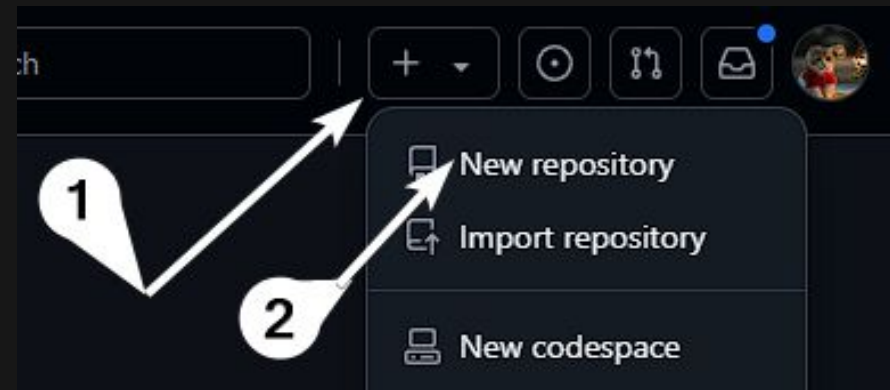 ch
1
New repository
Import repository
2
New codespace